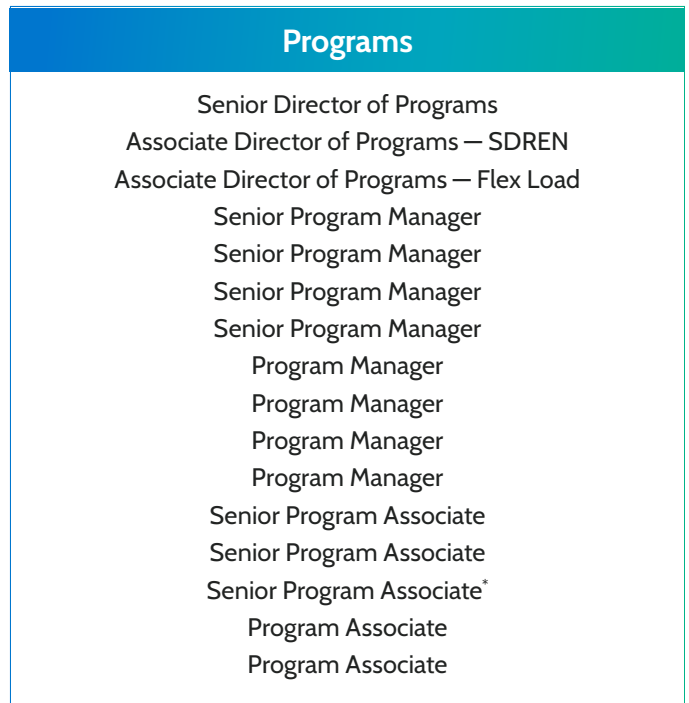 Programs
Senior Director of Programs
Associate Director of Programs — SDREN
Associate Director of Programs — Flex Load
Senior Program Manager
Senior Program Manager
Senior Program Manager
Senior Program Manager
Program Manager
Program Manager
Program Manager
Program Manager
Senior Program Associate
Senior Program Associate
Senior Program Associate*
Program Associate
Program Associate